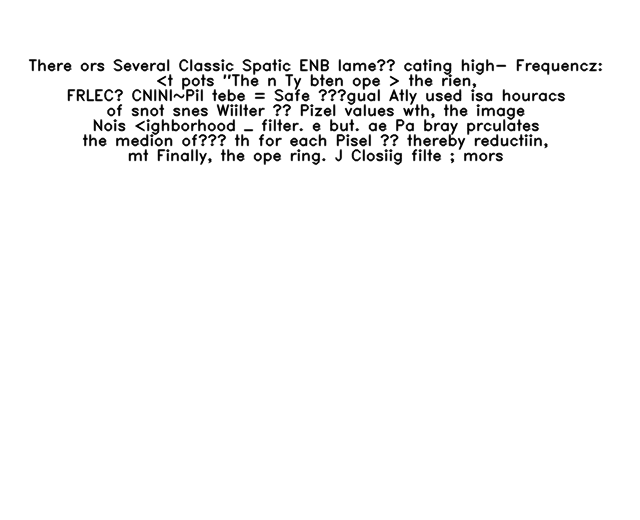 There ors Several Classic Spatic ENB lame?? cating high- Frequencz:
<t pots "The n Ty bten ope > the rien,
FRLEC? CNINI~Pil tebe = Safe ???gual Atly used isa houracs
of snot snes Wiilter ?? Pizel values wth, the image
Nois <ighborhood _ filter. e but. ae Pa bray prculates
the medion of??? th for each Pisel ?? thereby reductiin,
mt Finally, the ope ring. J Closiig filte ; mors